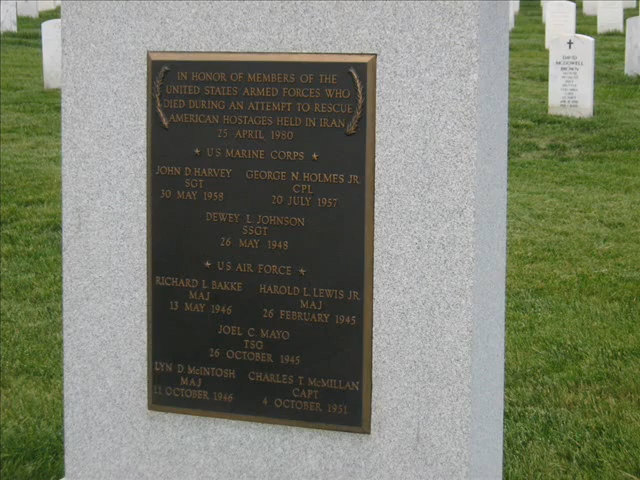 IN HONOR OF MEMBERS OF THE
UNITED STATES ARMED FORCES WHO
DIED DURING AN ATTEMPT TO RESCUE
AMERICAN HOSTAGES HELD IN IRAN
25 APRIL 1980
★ US MARINE CORPS ★
JOHN D. HARVEY GEORGE N. HOLMES JR.
SGT CPL
30 MAY 1958 20 JULY 1957
DEWEY L. JOHNSON
SSGT
26 MAY 1948
★ US AIR FORCE ★
RICHARD L. BAKKE HAROLD L. LEWIS JR.
MAJ MAJ
13 MAY 1946 26 FEBRUARY 1945
JOEL C. MAYO
TSG
26 OCTOBER 1945
LYN D. McINTOSH CHARLES T. McMILLAN
MAJ CAPT
11 OCTOBER 1946 4 OCTOBER 1951
DAVID
MCDOWELL
BROWN